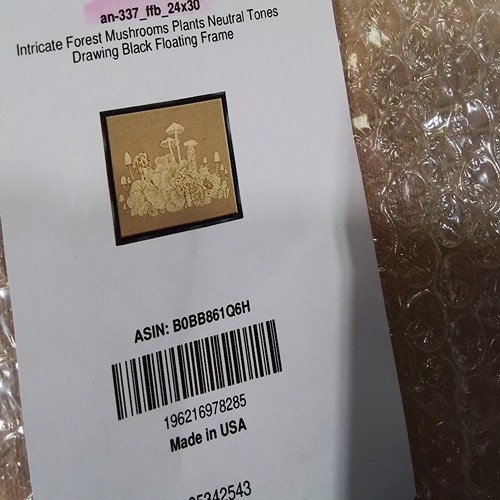 an-337_ffb_24x30
Intricate Forest Mushrooms Plants Neutral Tones
Drawing Black Floating Frame
ASIN: B0BB861Q6H
196216978285
Made in USA